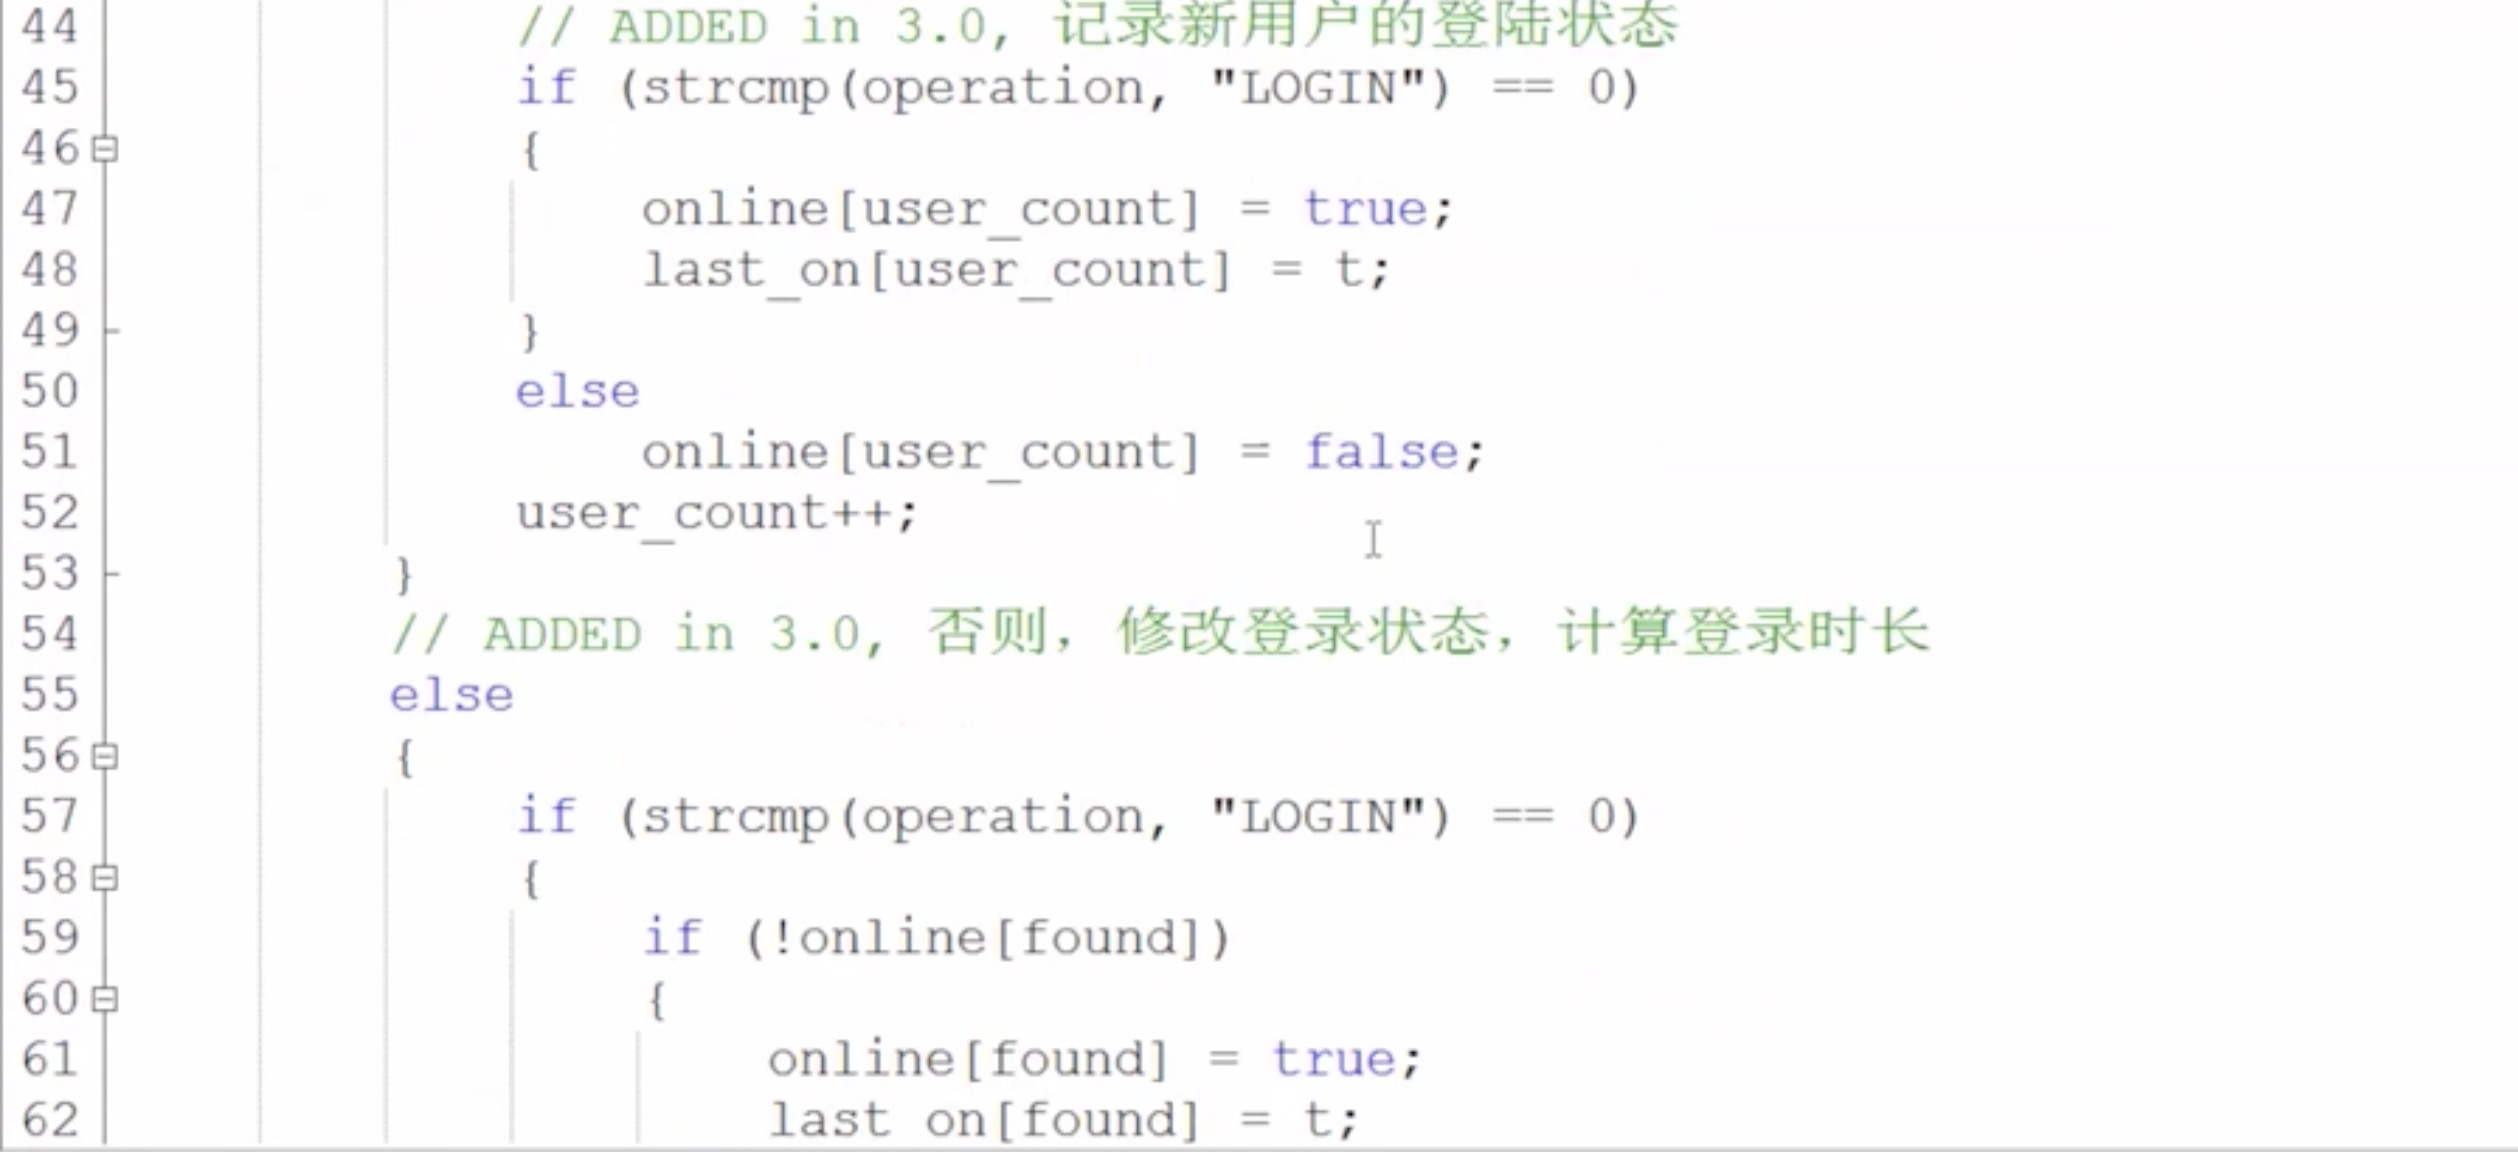 44 // ADDED in 3.0, 记录新用户的登陆状态
45 if (strcmp(operation, "LOGIN") == 0)
46 {
47 online[user_count] = true;
48 last_on[user_count] = t;
49 }
50 else
51 online[user_count] = false;
52 user_count++;
53 }
54 // ADDED in 3.0, 否则，修改登录状态，计算登录时长
55 else
56 {
57 if (strcmp(operation, "LOGIN") == 0)
58 {
59 if (!online[found])
60 {
61 online[found] = true;
62 last on[found] = t;